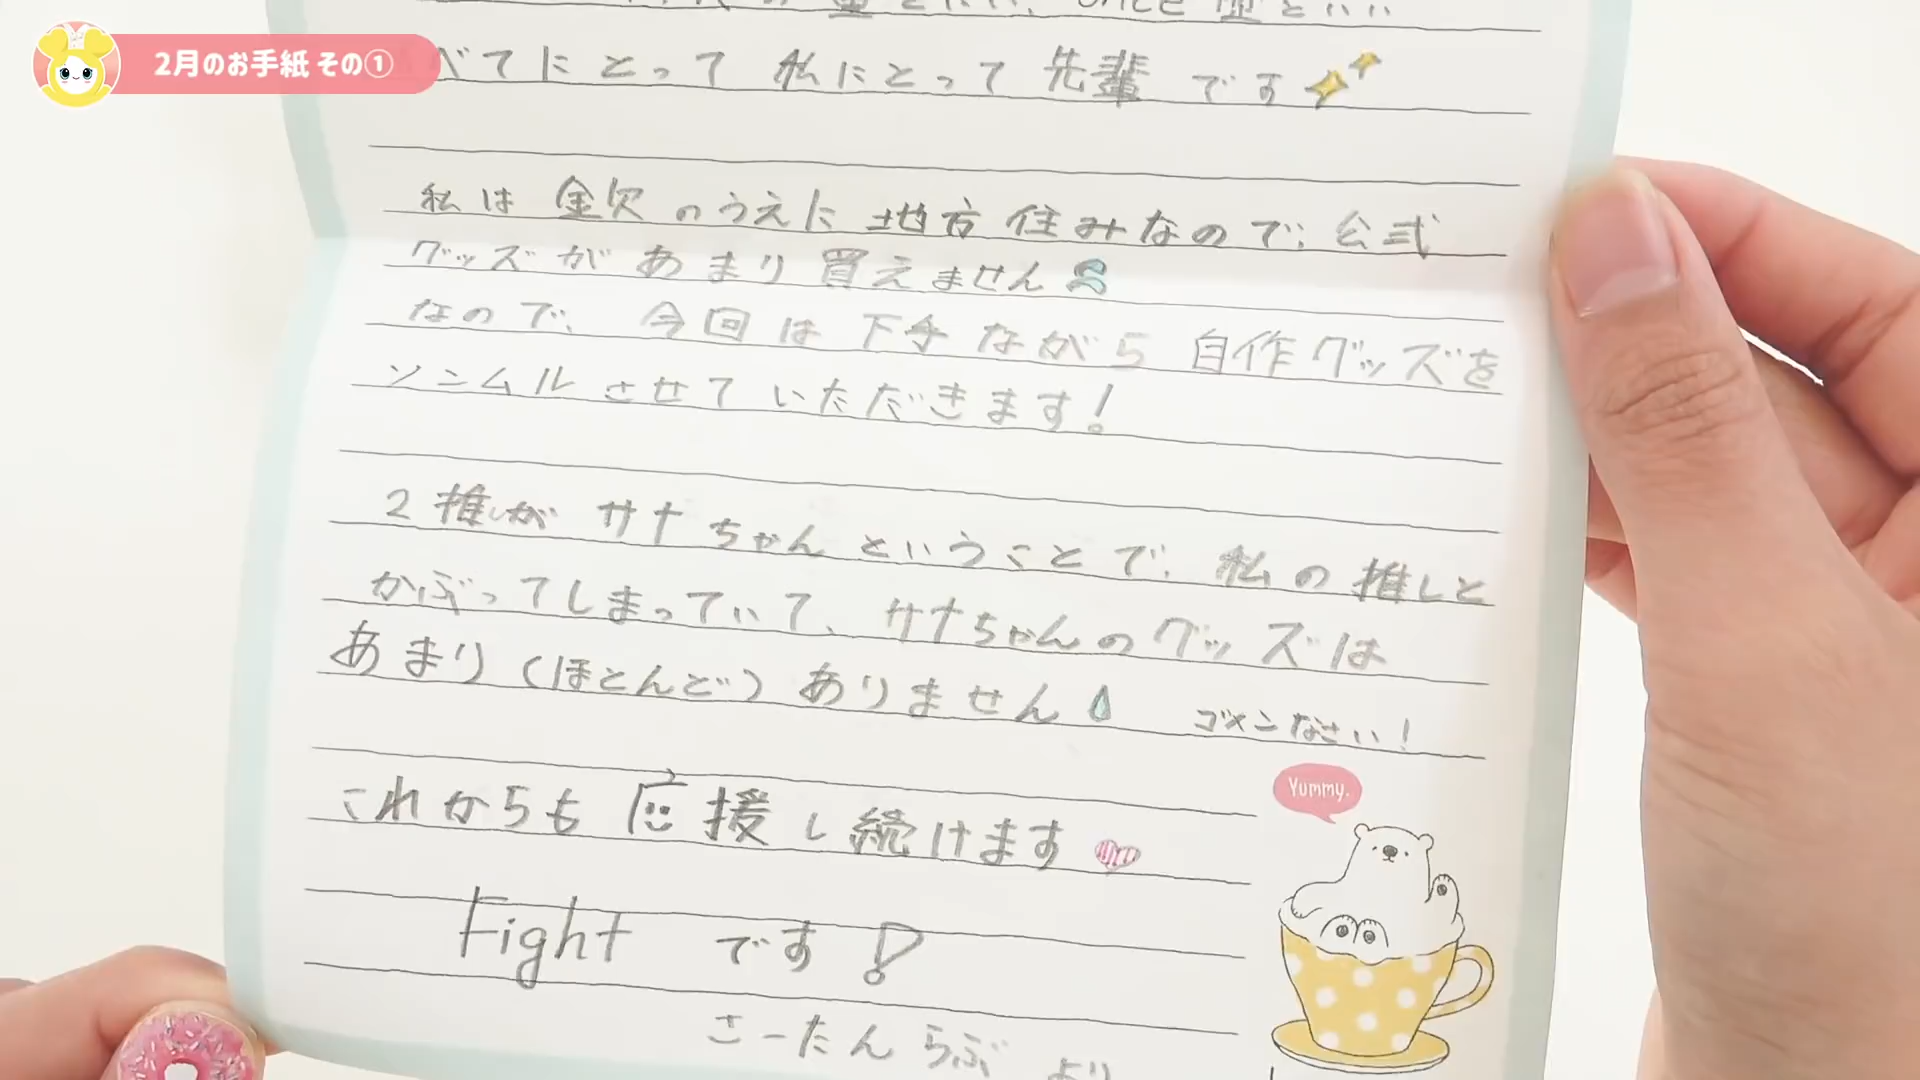 2月のお手紙 その①
once 歴といい
べてにとって 私にとって 先輩 です
私は 金欠 のうえに 地方 住みなので、公式
グッズ が あまり 買えません
なので、今回は 下手 ながら 自作グッズを
ソンムル させて いただきます!
2推しが サナちゃん ということで、私の推しと
かぶってしまっていて、サナちゃんのグッズは
あまり(ほとんど)ありません ゴメンなさい!
これからも 応援し続けます
Yummy.
Fight です!
さーたん らぶ より